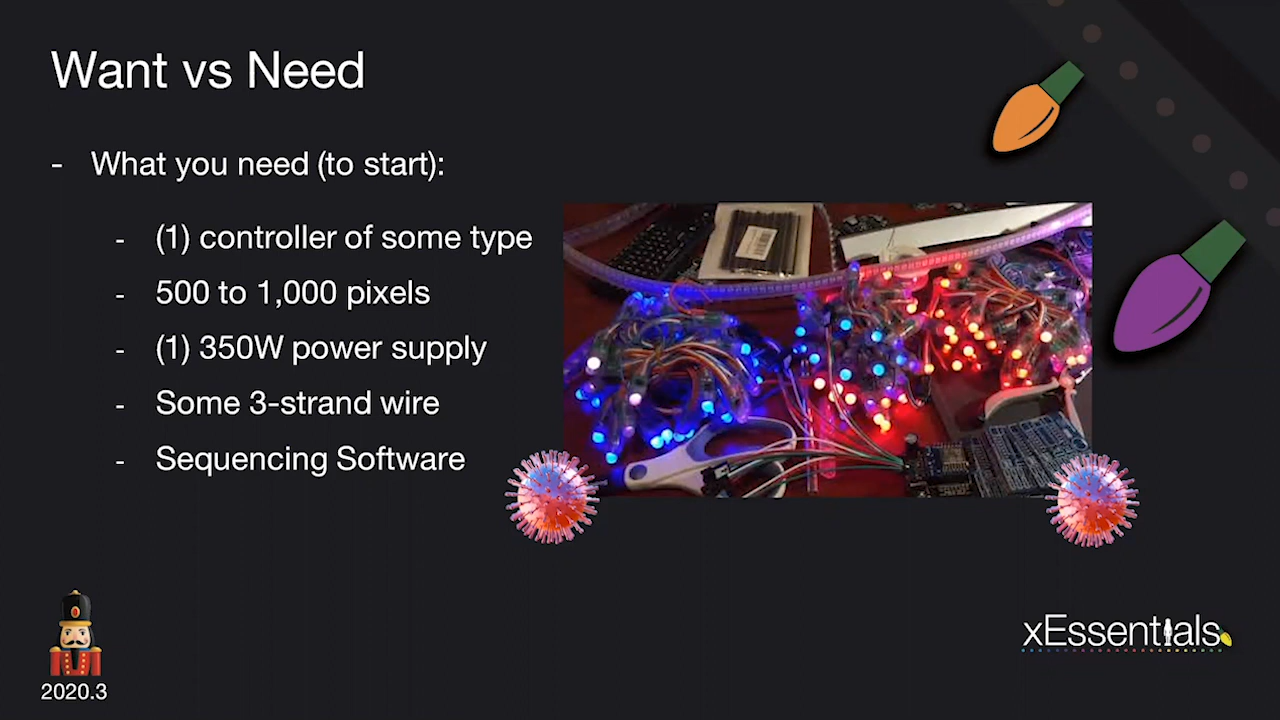 Want vs Need
- What you need (to start):
- (1) controller of some type
- 500 to 1,000 pixels
- (1) 350W power supply
- Some 3-strand wire
- Sequencing Software
xEssentials
2020.3